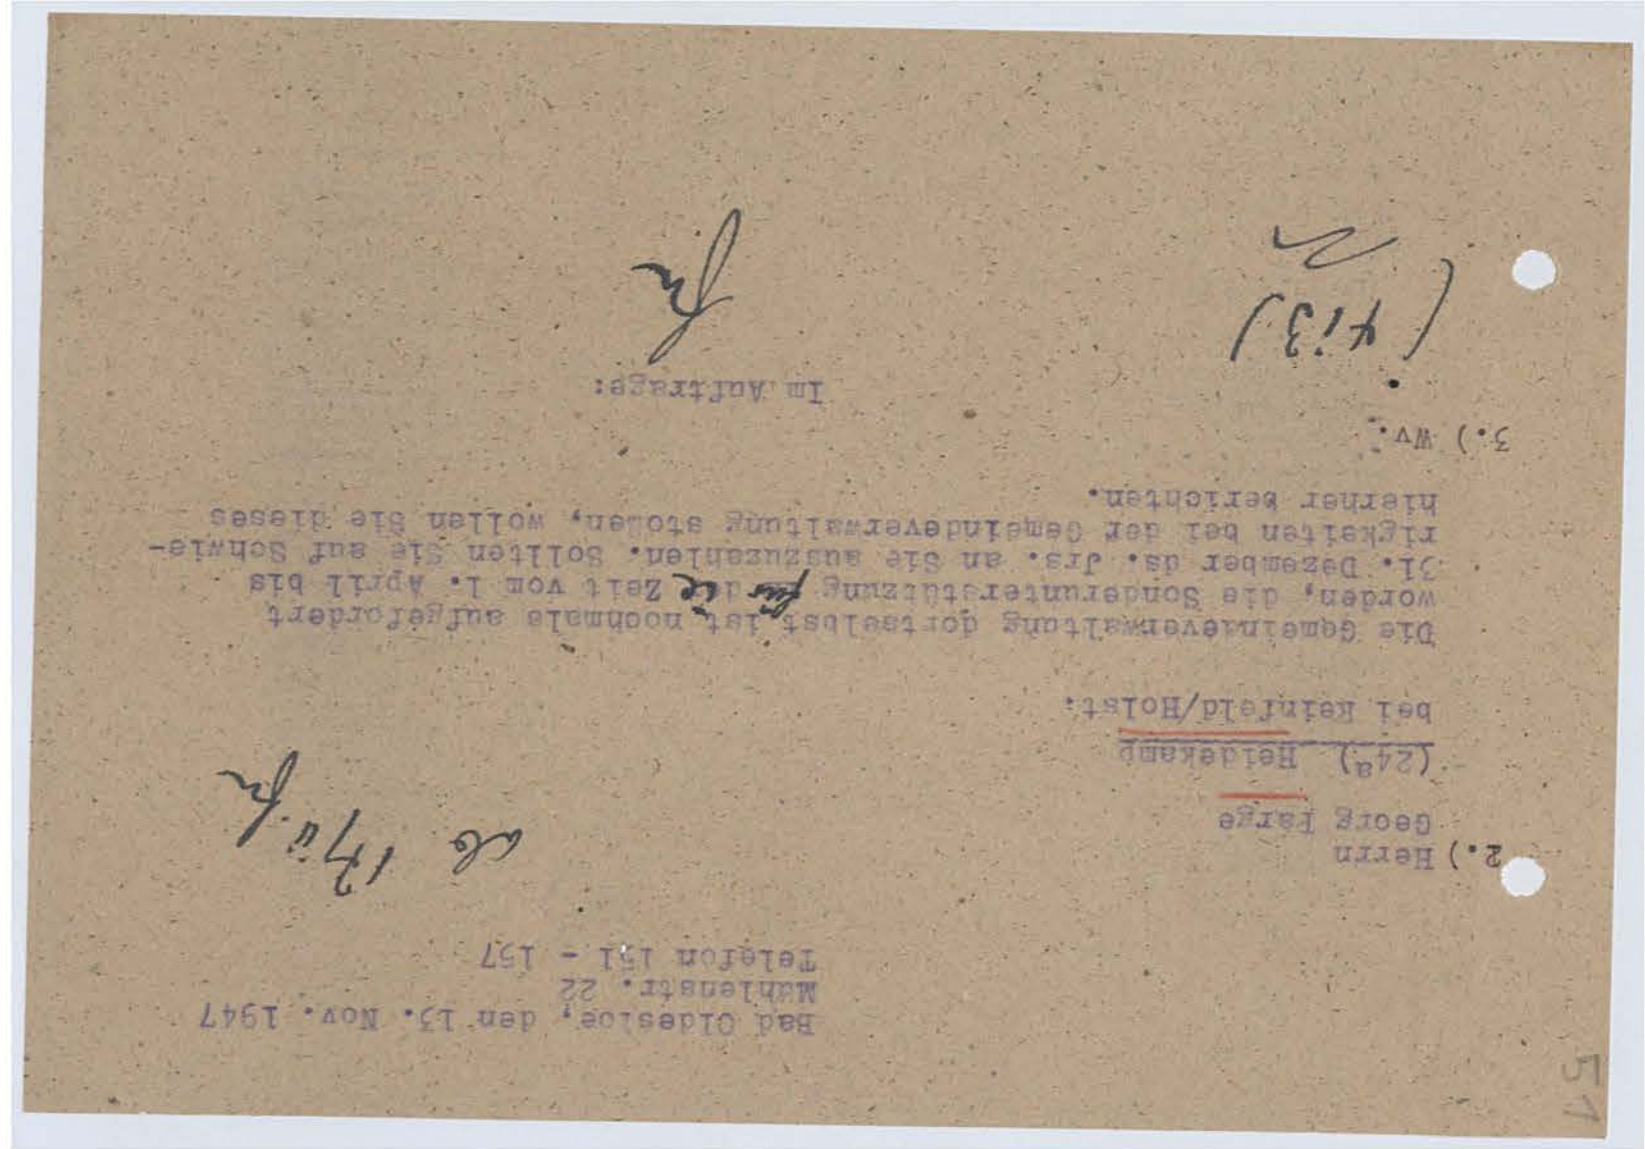 51
Bad Oldesloe, den 13. Nov. 1947
Mühlenstr. 22
Telefon 151 - 157
2.) Herrn
Georg Farge
(24a) Heidekamp
bei Reinfeld/Holst.
ab 17/11.
Die Gemeindeverwaltung dortselbst ist nochmals aufgefordert
worden, die Sonderunterstützung für die Zeit vom 1. April bis
31. Dezember ds. Jrs. an Sie auszuzahlen. Sollten Sie auf Schwie-
rigkeiten bei der Gemeindeverwaltung stoßen, wollen Sie dieses
hierher berichten.
3.) Wv.
Im Auftrage: